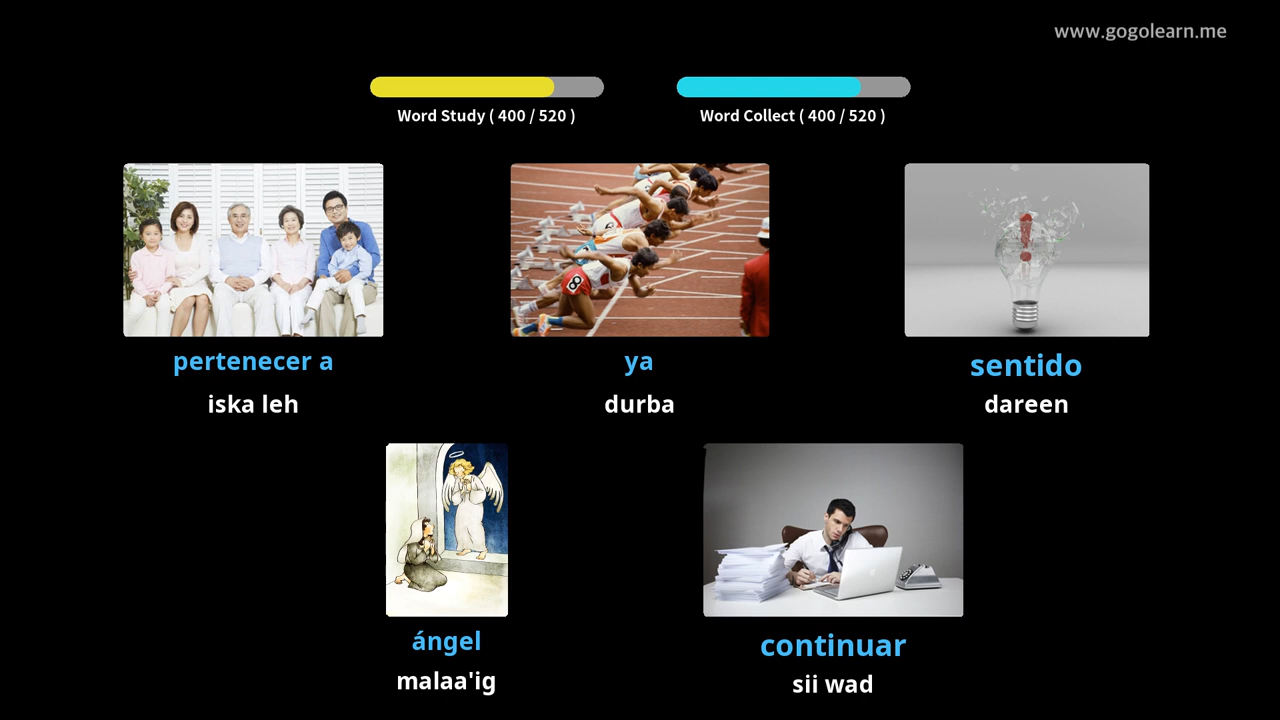 www.gogolearn.me
Word Study ( 400 / 520 )
Word Collect ( 400 / 520 )
pertenecer a
iska leh
ya
durba
sentido
dareen
8
ángel
malaa'ig
continuar
sii wad